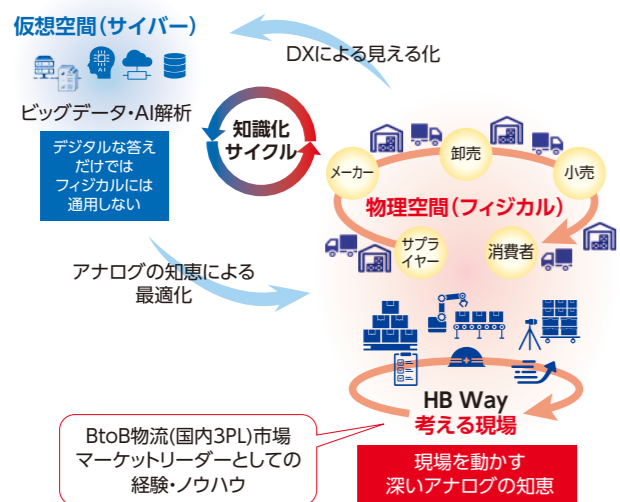 仮想空間(サイバー)
AI
ビッグデータ・AI解析
デジタルな答え
だけでは
フィジカルには
通用しない
DXによる見える化
知識化
サイクル
メーカー
卸売
小売
物理空間(フィジカル)
サプラ
イヤー
消費者
アナログの知恵による
最適化
HB Way
考える現場
BtoB物流(国内3PL)市場
マーケットリーダーとしての
経験・ノウハウ
現場を動かす
深いアナログの知恵